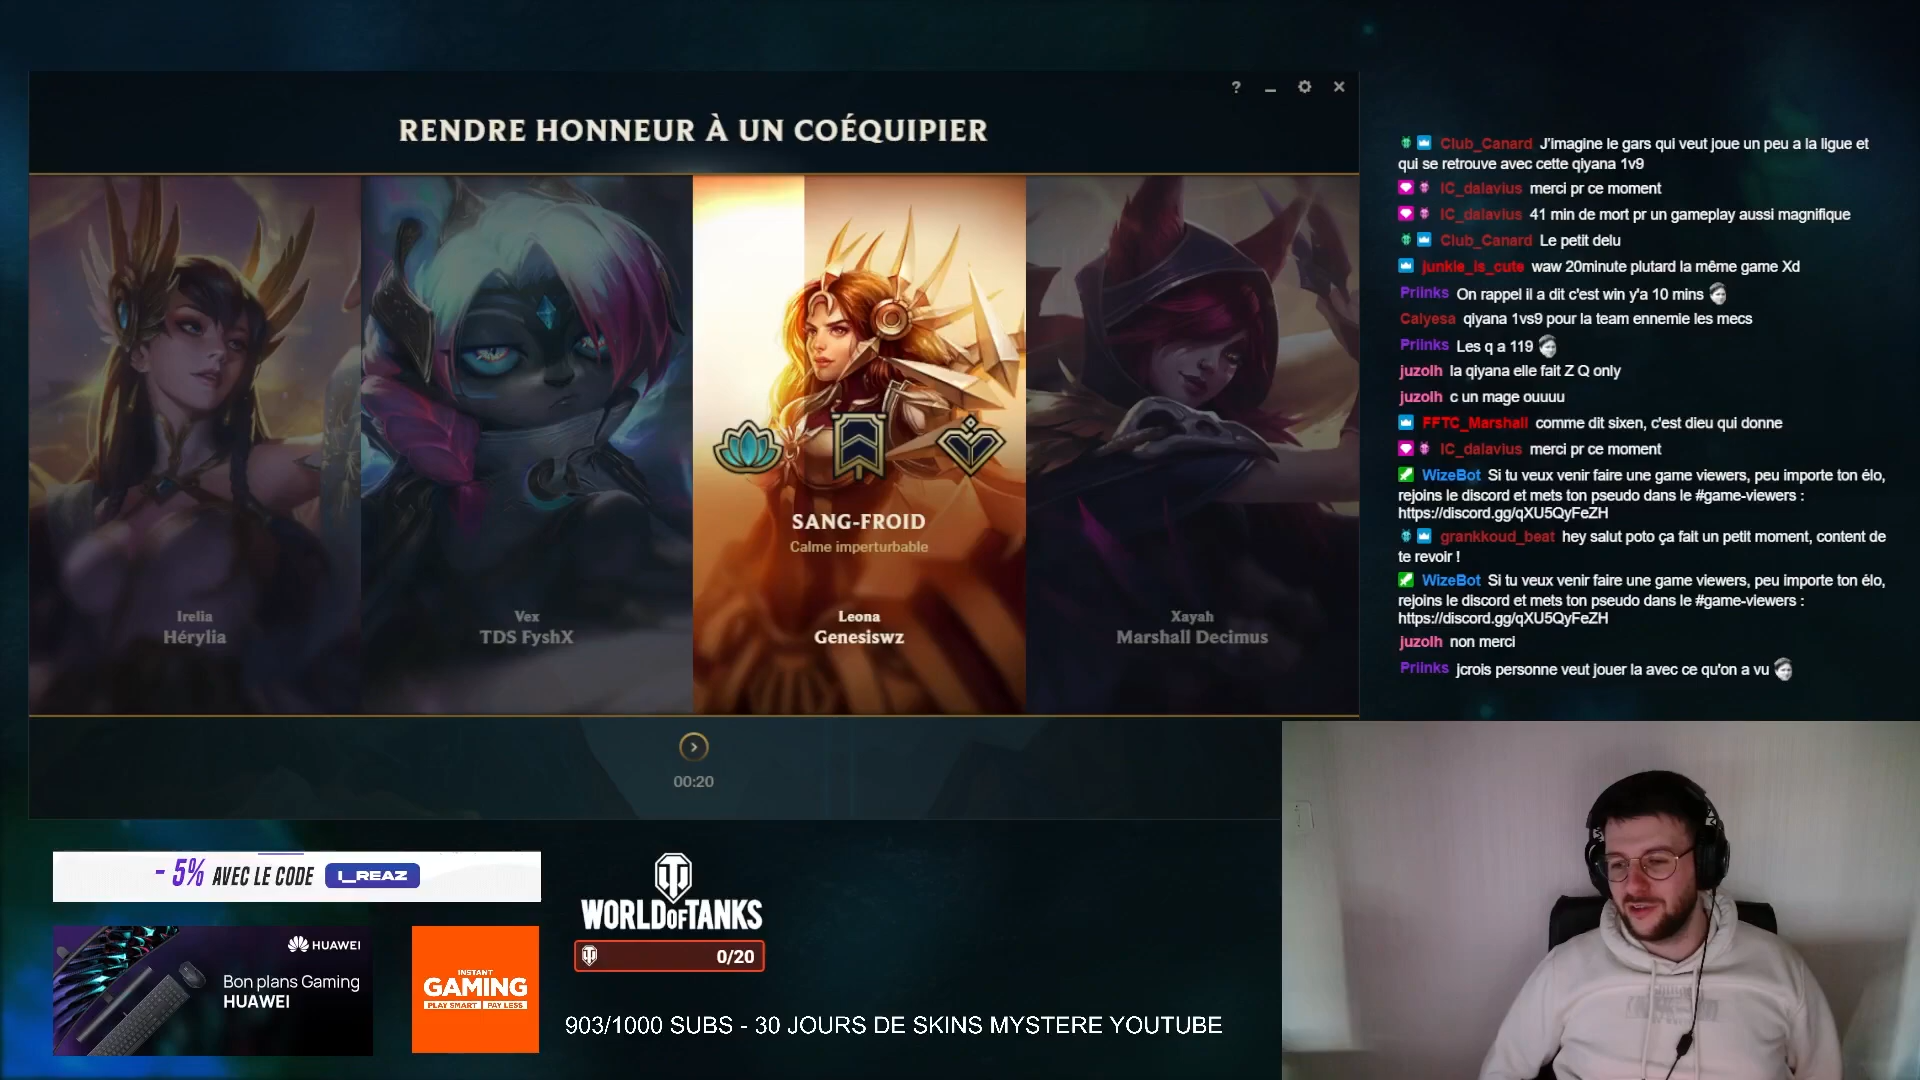 RENDRE HONNEUR À UN COÉQUIPIER
SANG-FROID
Calme imperturbable
Irelia
Hérylia
Vex
TDS FyshX
Leona
Genesiswz
Xayah
Marshall Decimus
00:20
Club_Canard J'imagine le gars qui veut joue un peu a la ligue et
qui se retrouve avec cette qiyana 1v9
IC_dalavius merci pr ce moment
IC_dalavius 41 min de mort pr un gameplay aussi magnifique
Club_Canard Le petit delu
junkie_is_cute waw 20minute plutard la même game Xd
Priinks On rappel il a dit c'est win y'a 10 mins
Calyesa qiyana 1vs9 pour la team ennemie les mecs
Priinks Les q a 119
juzolh la qiyana elle fait Z Q only
juzolh c un mage ouuuu
FFTC_Marshall comme dit sixen, c'est dieu qui donne
IC_dalavius merci pr ce moment
WizeBot Si tu veux venir faire une game viewers, peu importe ton élo,
rejoins le discord et mets ton pseudo dans le #game-viewers :
https://discord.gg/qXU5QyFeZH
grankkoud_beat hey salut poto ça fait un petit moment, content de
te revoir !
WizeBot Si tu veux venir faire une game viewers, peu importe ton élo,
rejoins le discord et mets ton pseudo dans le #game-viewers :
https://discord.gg/qXU5QyFeZH
juzolh non merci
Priinks jcrois personne veut jouer la avec ce qu'on a vu
- 5% AVEC LE CODE I_REAZ
HUAWEI
Bon plans Gaming
HUAWEI
INSTANT
GAMING
PLAY SMART PAY LESS
WORLD OF TANKS
0/20
903/1000 SUBS - 30 JOURS DE SKINS MYSTERE YOUTUBE